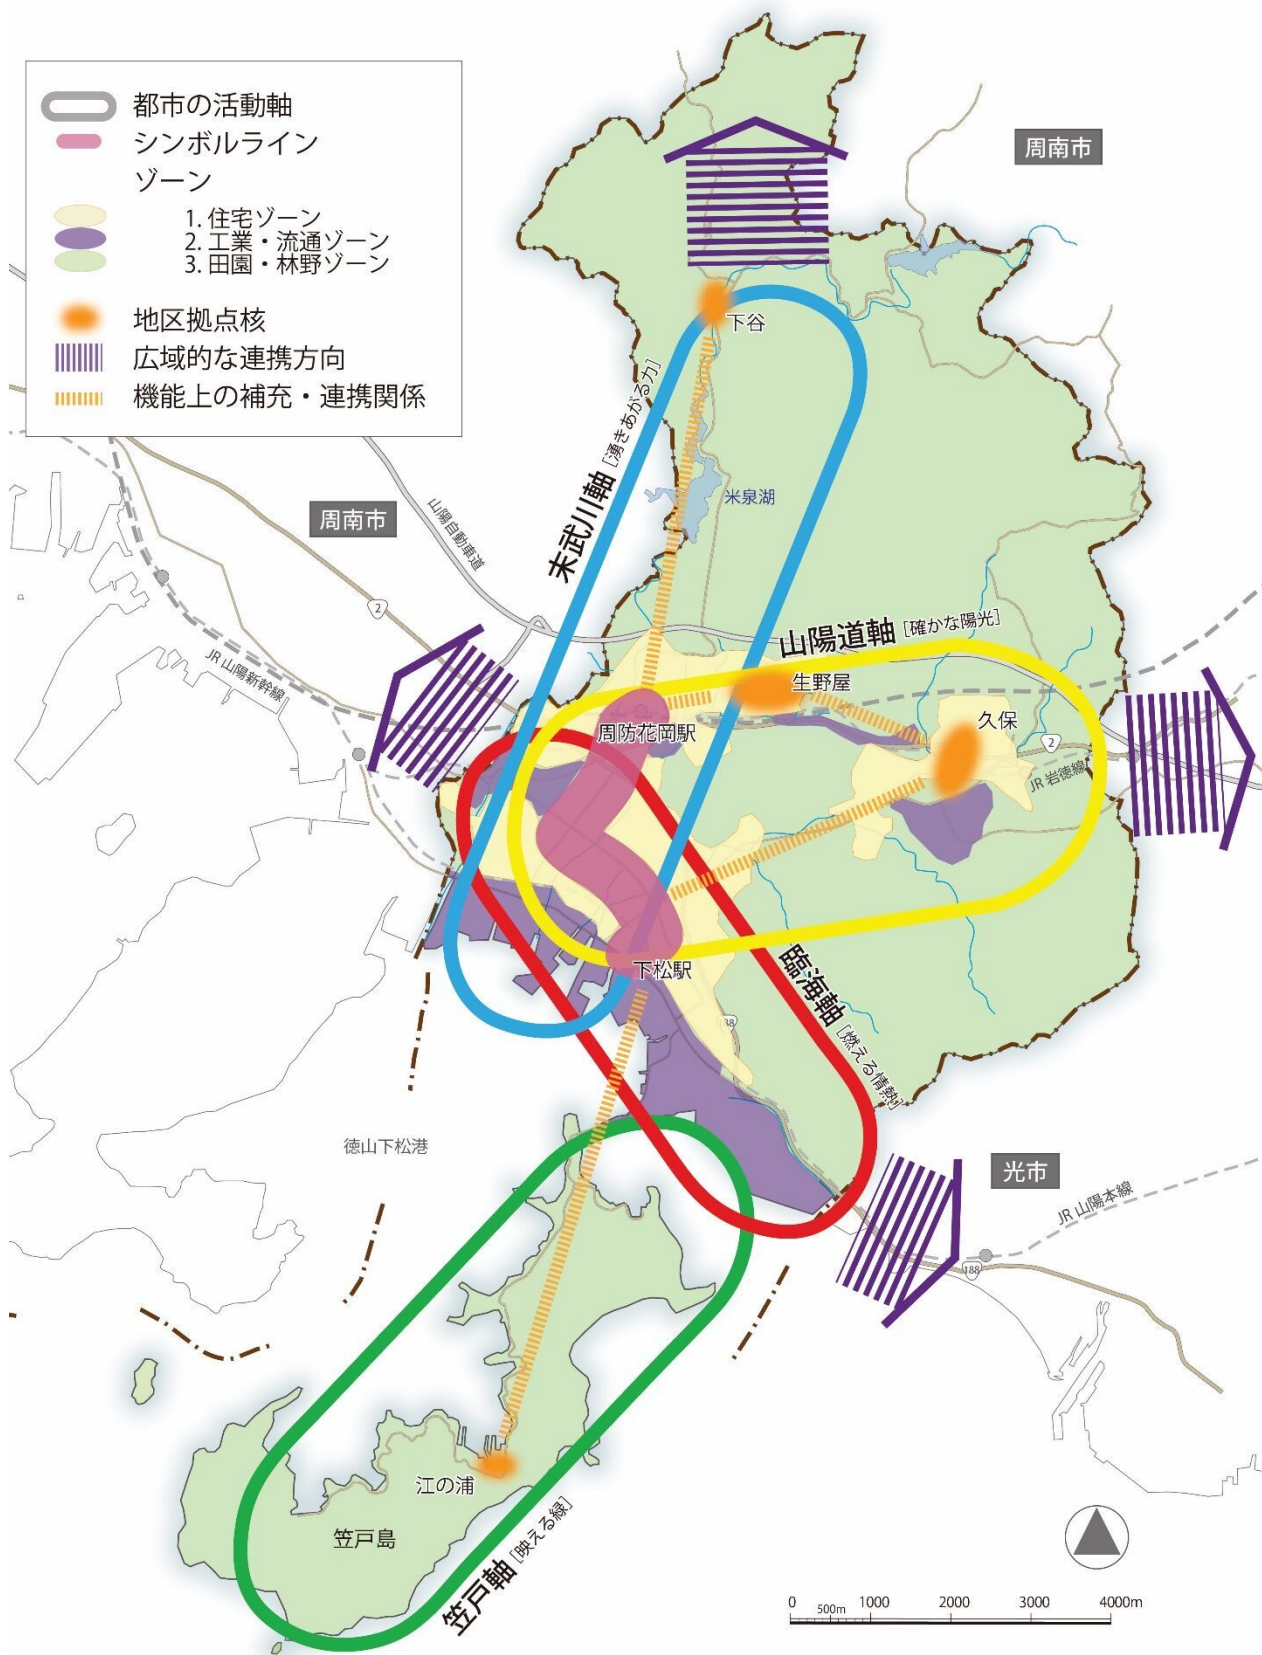 都市の活動軸
シンボルライン
ゾーン
1. 住宅ゾーン
2. 工業・流通ゾーン
3. 田園・林野ゾーン
地区拠点核
広域的な連携方向
機能上の補充・連携関係
周南市
下谷
末武川軸 [湧きあがる力]
米泉湖
周南市
山陽自動車道
2
JR 山陽新幹線
山陽道軸 [確かな陽光]
生野屋
久保
周防花岡駅
2
JR 岩徳線
下松駅
臨海軸 [燃える情熱]
徳山下松港
光市
JR 山陽本線
188
江の浦
笠戸島
笠戸軸 [映える緑]
0 500m 1000 2000 3000 4000m